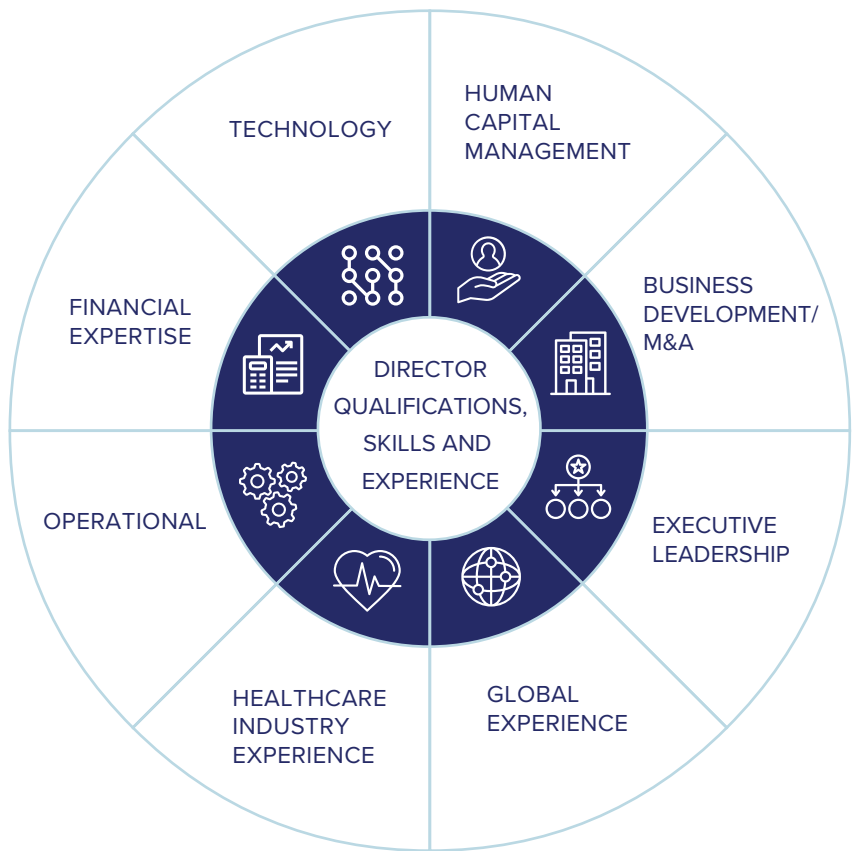 TECHNOLOGY
HUMAN
CAPITAL
MANAGEMENT
BUSINESS
DEVELOPMENT/
M&A
EXECUTIVE
LEADERSHIP
GLOBAL
EXPERIENCE
HEALTHCARE
INDUSTRY
EXPERIENCE
OPERATIONAL
FINANCIAL
EXPERTISE
DIRECTOR
QUALIFICATIONS,
SKILLS AND
EXPERIENCE